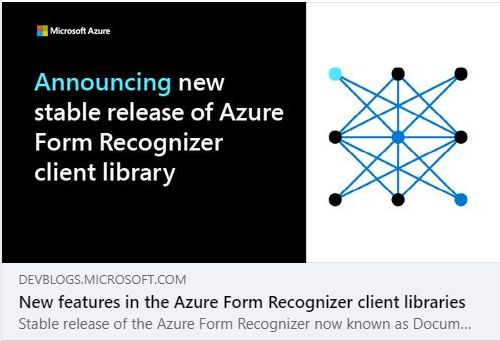 Microsoft Azure
Announcing new
stable release of Azure
Form Recognizer
client library
DEVBLOGS.MICROSOFT.COM
New features in the Azure Form Recognizer client libraries
Stable release of the Azure Form Recognizer now known as Docum...